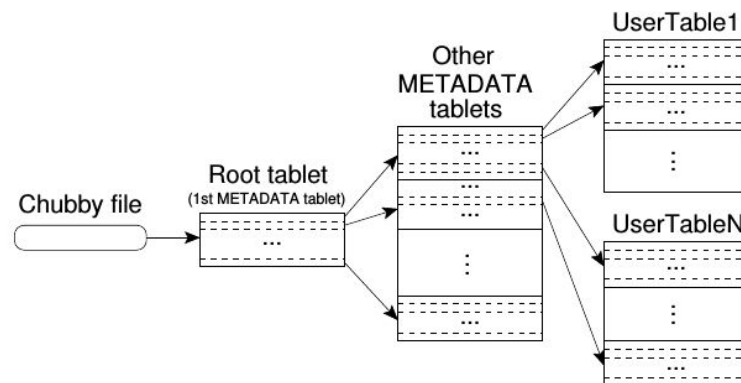 Chubby file
Root tablet
(1st METADATA tablet)
...
Other
METADATA
tablets
...
...
...
...
...
UserTable1
...
...
...
UserTableN
...
...
...